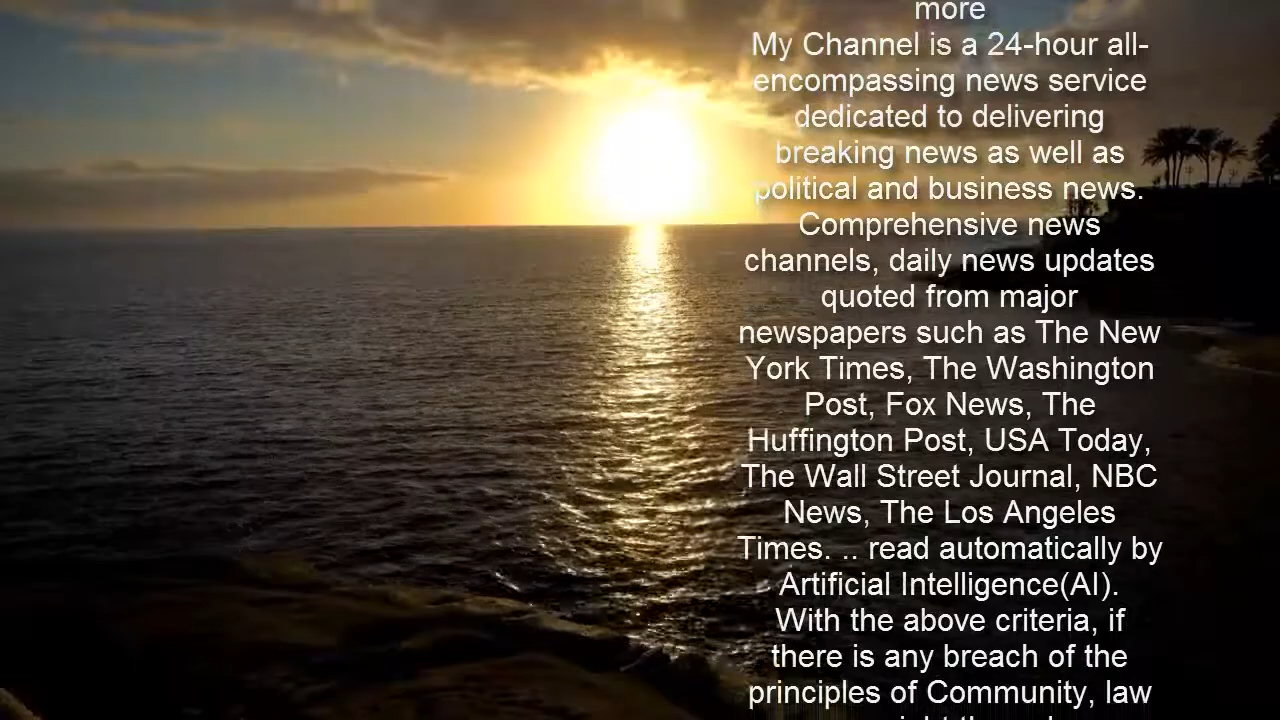 more
My Channel is a 24-hour all-
encompassing news service
dedicated to delivering
breaking news as well as
political and business news.
Comprehensive news
channels, daily news updates
quoted from major
newspapers such as The New
York Times, The Washington
Post, Fox News, The
Huffington Post, USA Today,
The Wall Street Journal, NBC
News, The Los Angeles
Times. .. read automatically by
Artificial Intelligence(AI).
With the above criteria, if
there is any breach of the
principles of Community, law